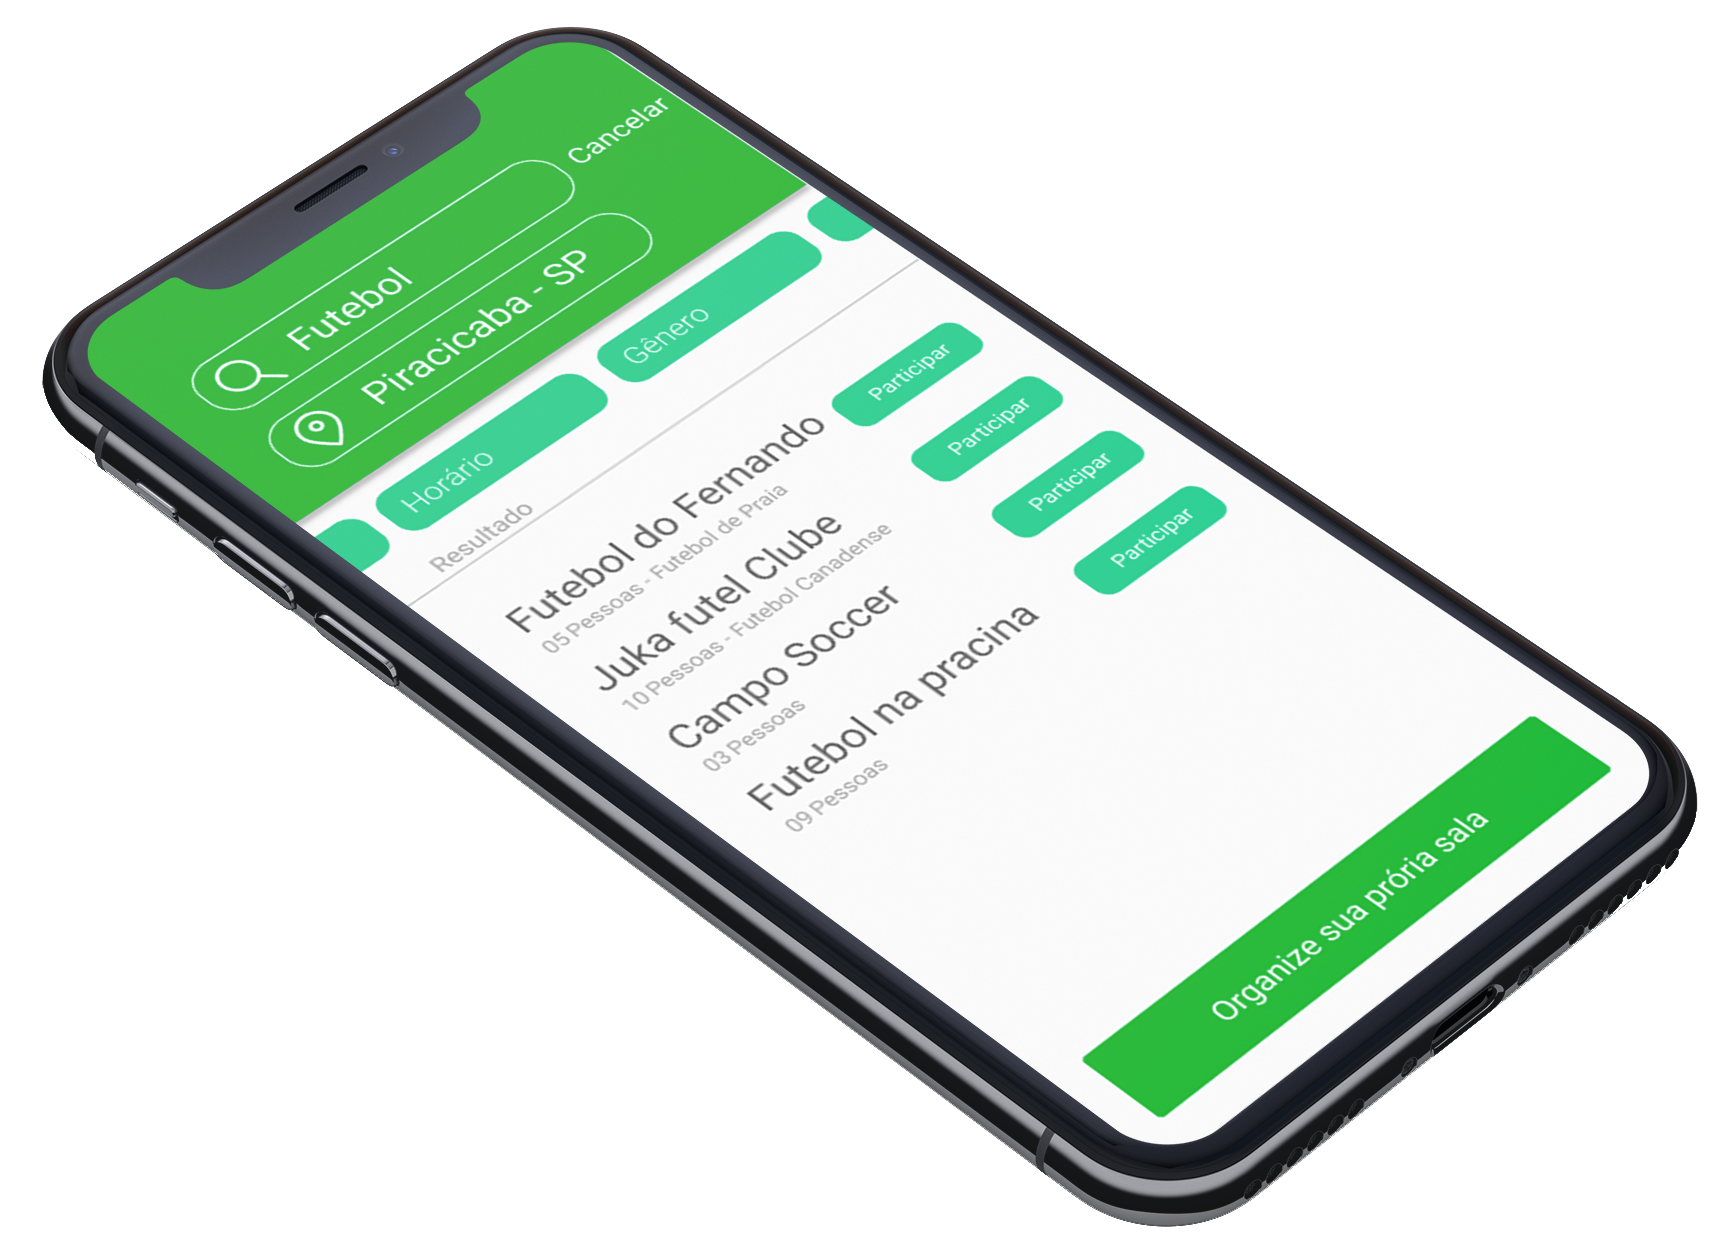 Cancelar
Futebol
Piracicaba - SP
Horário
Gênero
Resultado
Futebol do Fernando
05 Pessoas - Futebol de Praia
Participar
Juka futel Clube
10 Pessoas - Futebol Canadense
Participar
Campo Soccer
03 Pessoas
Participar
Futebol na pracina
09 Pessoas
Participar
Organize sua próría sala